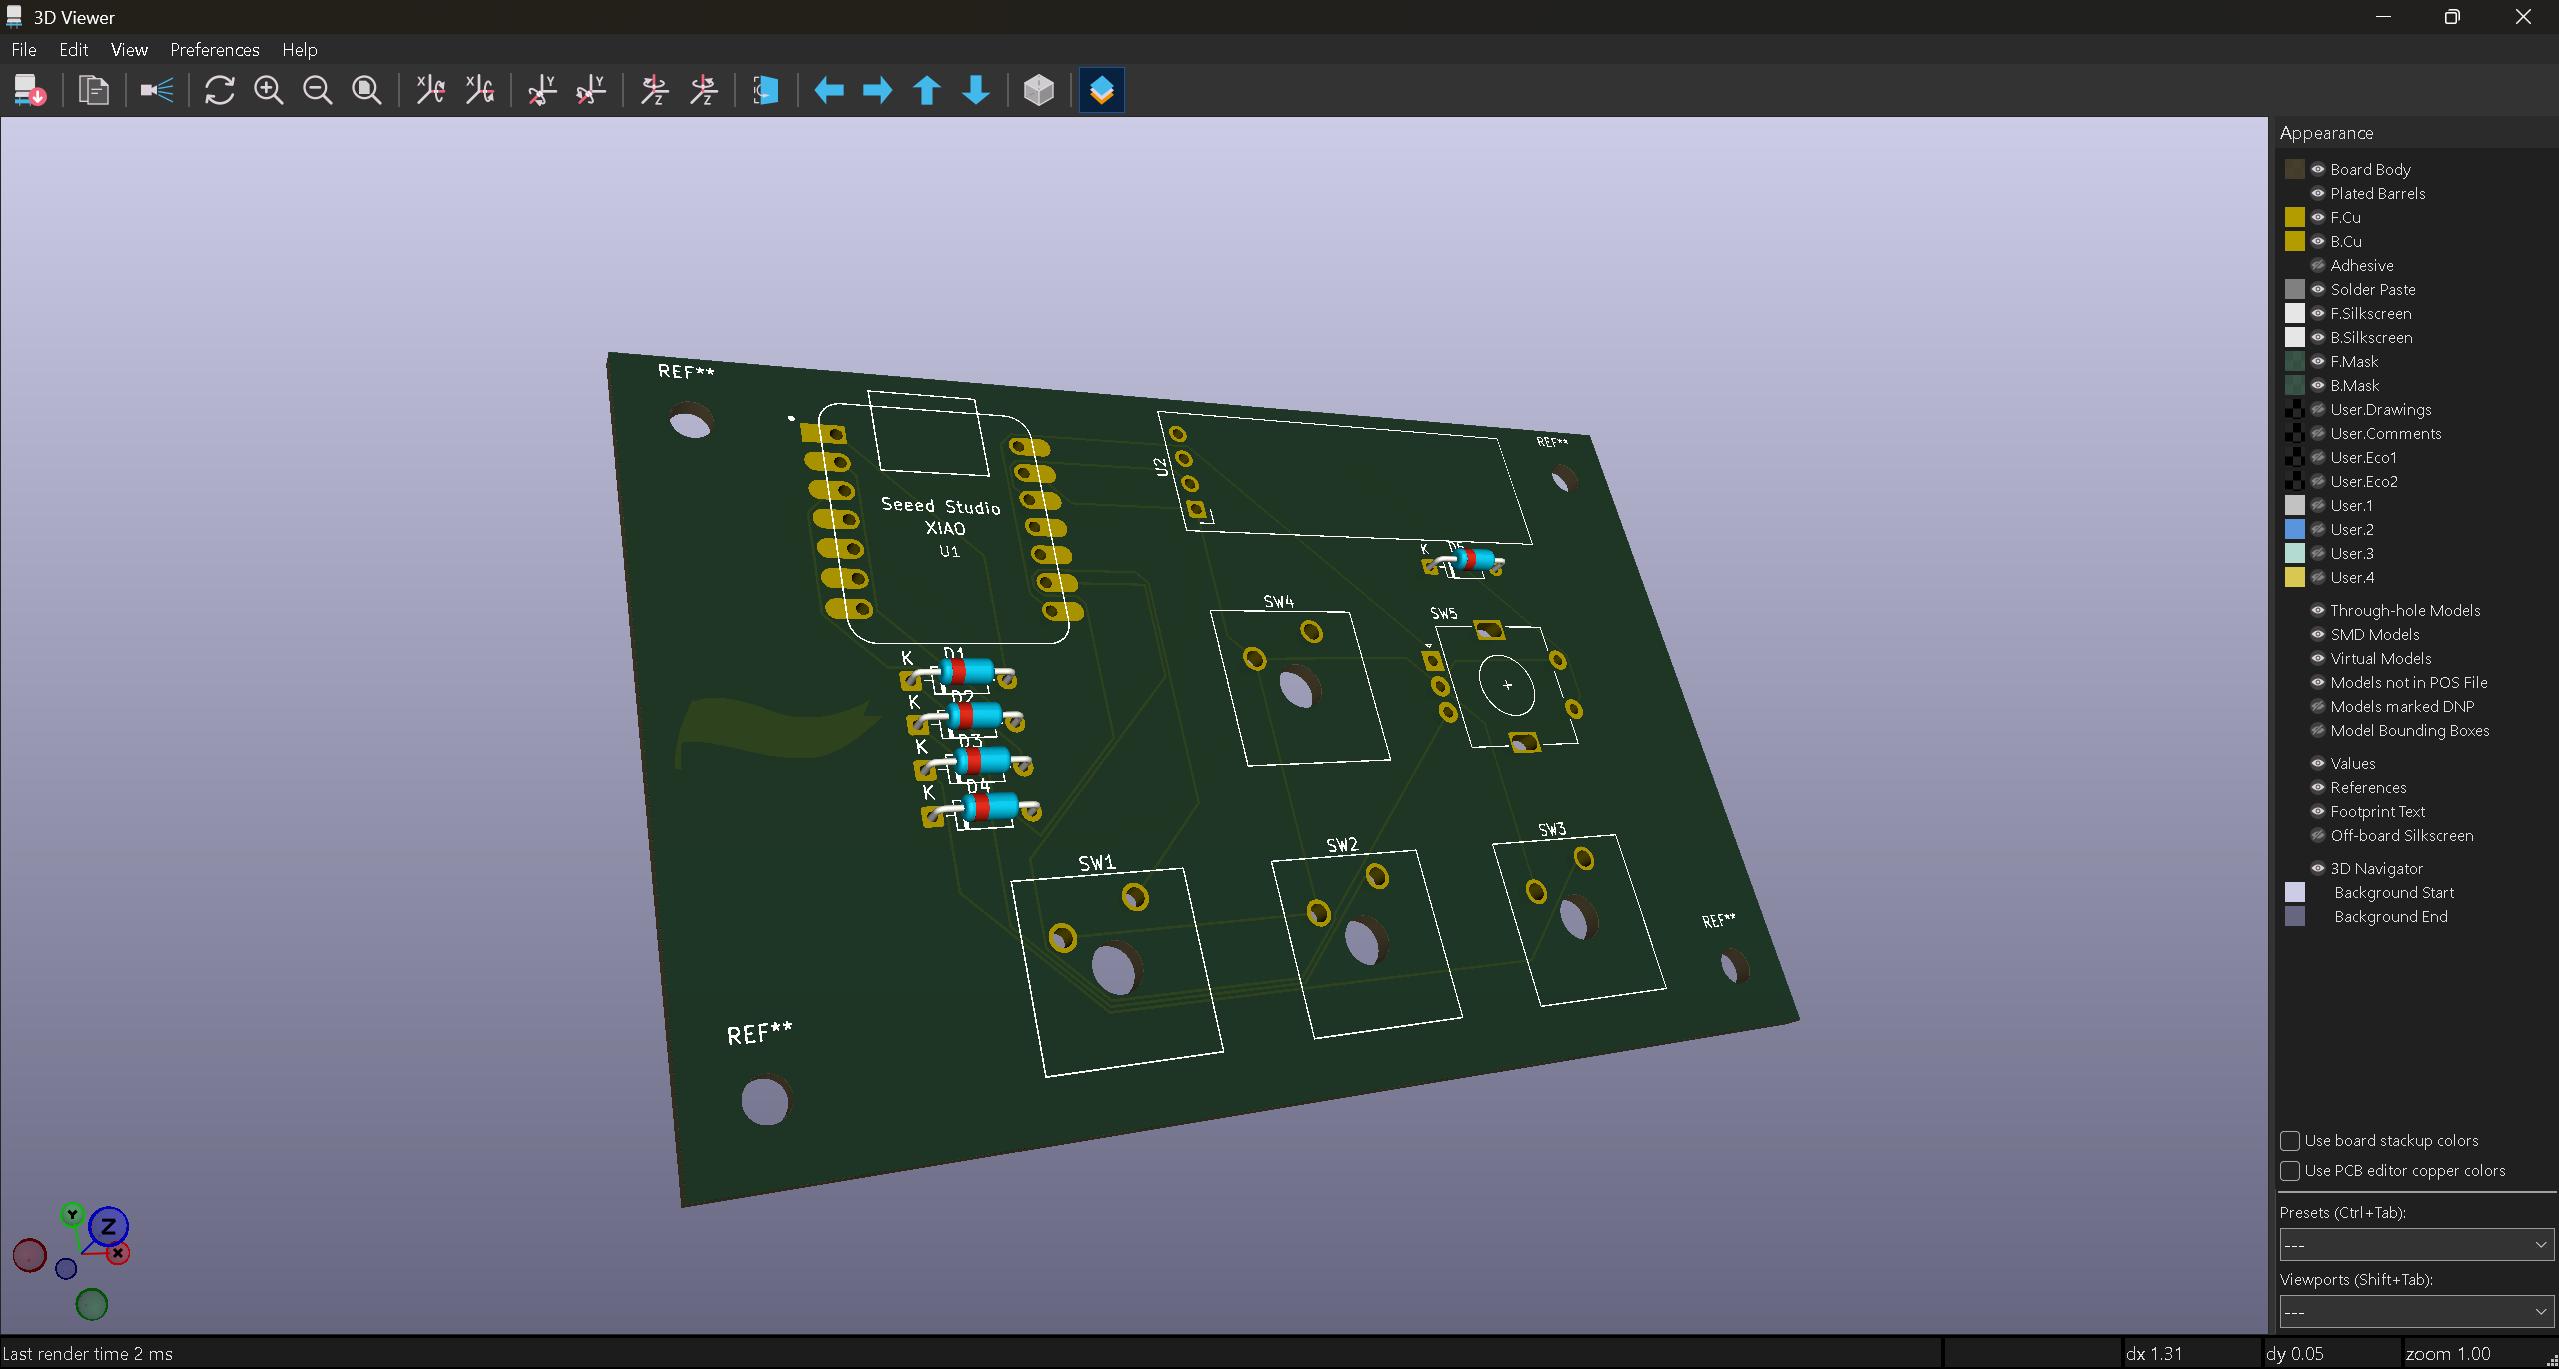 3D Viewer
File Edit View Preferences Help
Appearance
Board Body
Plated Barrels
F.Cu
B.Cu
Adhesive
Solder Paste
F.Silkscreen
B.Silkscreen
F.Mask
B.Mask
User.Drawings
User.Comments
User.Eco1
User.Eco2
User.1
User.2
User.3
User.4
Through-hole Models
SMD Models
Virtual Models
Models not in POS File
Models marked DNP
Model Bounding Boxes
Values
References
Footprint Text
Off-board Silkscreen
3D Navigator
Background Start
Background End
Use board stackup colors
Use PCB editor copper colors
Presets (Ctrl+Tab):
---
Viewports (Shift+Tab):
---
REF**
REF**
Seeed Studio
XIAO
U1
U2
K D5
SW4
SW5
K D1
K D2
K D3
K D4
SW1
SW2
SW3
REF**
REF**
Y
Z
X
Last render time 2 ms
dx 1.31
dy 0.05
zoom 1.00